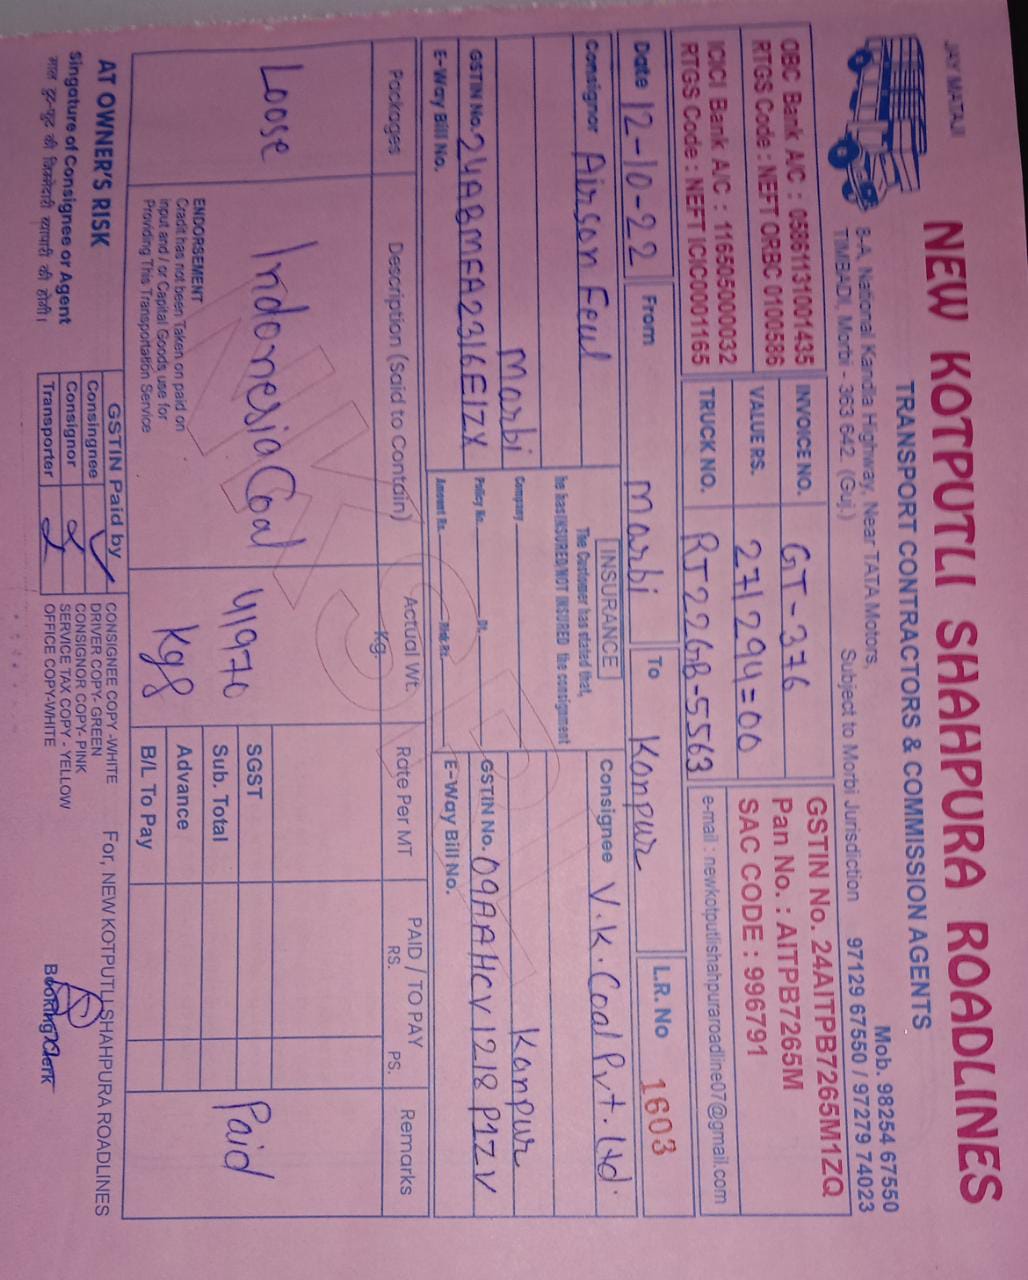 JAY MATAJI
NEW KOTPUTLI SHAHPURA ROADLINES
TRANSPORT CONTRACTORS & COMMISSION AGENTS
Mob. 98254 67550
8-A, National Kandla Highway, Near TATA Motors,
97129 67550 / 97279 74023
TIMBADI, Morbi - 363 642. (Guj.)
Subject to Morbi Jurisdiction
OBC Bank A/C : 05861131001435
RTGS Code : NEFT ORBC 0100586
ICICI Bank A/C : 116505000032
RTGS Code : NEFT ICIC0001165
INVOICE NO. GT-376
VALUE RS. 271294=00
TRUCK NO. RJ22GB-5563
GSTIN No. 24AITPB7265M1ZQ
Pan No. : AITPB7265M
SAC CODE : 996791
e-mail : newkotputlishahpuraroadline07@gmail.com
Date 12-10-22 From Morbi To Kanpur L.R. No 1603
Consignor Airson Feul
Morbi
GSTIN No. 24ABMFA2316E1ZX
E-Way Bill No.
INSURANCE
The Customer has stated that,
he has INSURED/NOT INSURED the consignment
Company
Policy No. Dt.
Amount Rs. Risk Rs.
Consignee V.K. Coal Pvt. Ltd.
Kanpur
GSTIN No. 09AAHCV1218P1ZV
E-Way Bill No.
Packages Description (Said to Contain) Actual Wt. Kg. Rate Per MT PAID / TO PAY RS. PS. Remarks
Loose Indonesia Coal 41970 Kgs Paid
SGST
Sub. Total
Advance
B/L To Pay
ENDORSEMENT
Cradit has not been Taken on paid on
input and / or Capital Goods use for
Providing This Transportation Service
AT OWNER'S RISK
Singature of Consignee or Agent
माल टूट-फूट की जिम्मेदारी व्यापारी की होगी।
GSTIN Paid by
Consingnee
Consignor
Transporter
CONSIGNEE COPY -WHITE
DRIVER COPY- GREEN
CONSIGNOR COPY- PINK
SERVICE TAX COPY - YELLOW
OFFICE COPY-WHITE
For, NEW KOTPUTLI SHAHPURA ROADLINES
Booking Clerk